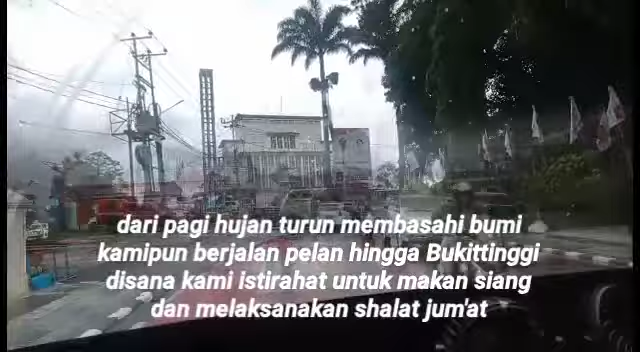 dari pagi hujan turun membasahi bumi
kamipun berjalan pelan hingga Bukittinggi
disana kami istirahat untuk makan siang
dan melaksanakan shalat jum'at